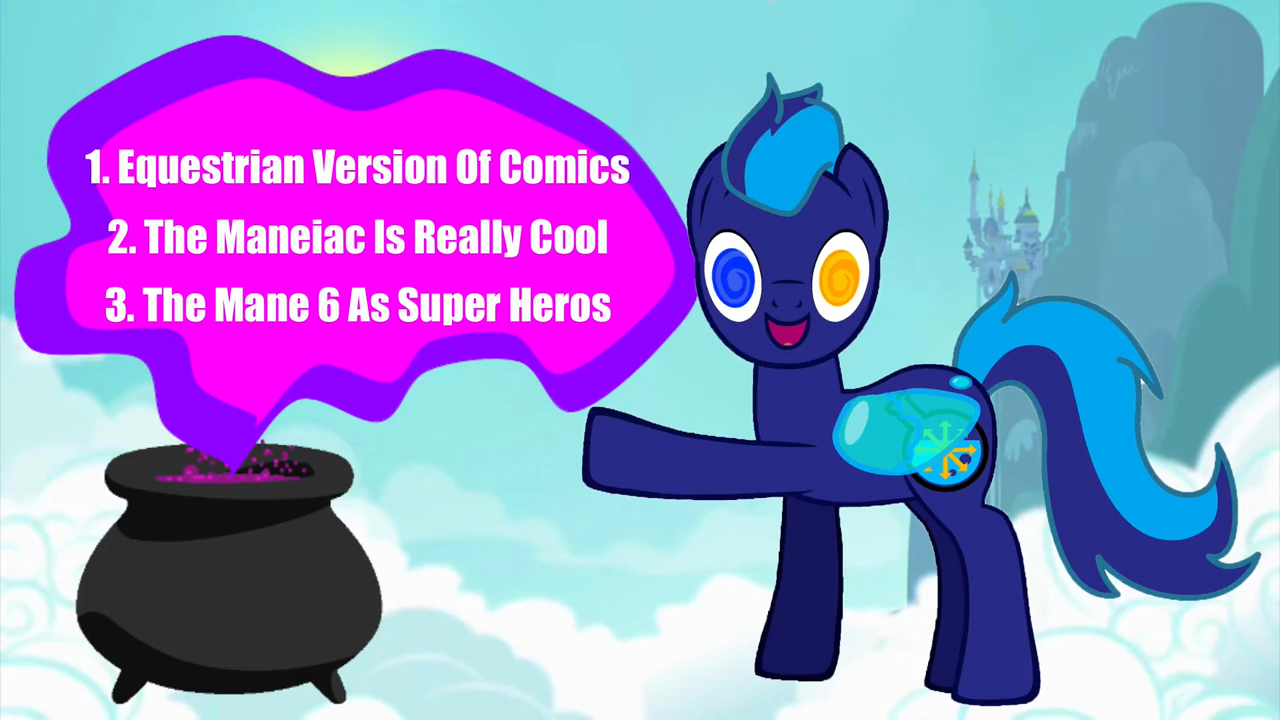 1. Equestrian Version Of Comics
2. The Maneiac Is Really Cool
3. The Mane 6 As Super Heros